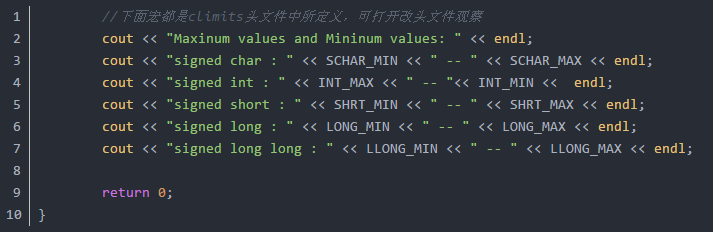 1 //下面宏都是climits头文件中所定义，可打开改头文件观察
2 cout << "Maxinum values and Mininum values: " << endl;
3 cout << "signed char : " << SCHAR_MIN << " -- " << SCHAR_MAX << endl;
4 cout << "signed int : " << INT_MAX << " -- "<< INT_MIN <<  endl;
5 cout << "signed short : " << SHRT_MIN << " -- " << SHRT_MAX << endl;
6 cout << "signed long : " << LONG_MIN << " -- " << LONG_MAX << endl;
7 cout << "signed long long : " << LLONG_MIN << " -- " << LLONG_MAX << endl;
8
9 return 0;
10 }